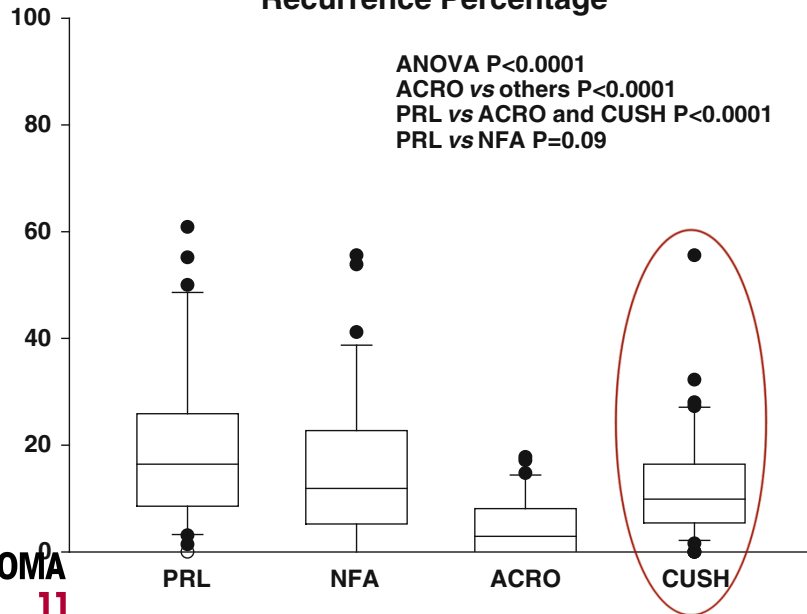 Recurrence Percentage
100
ANOVA P<0.0001
ACRO vs others P<0.0001
80
PRL vs ACRO and CUSH P<0.0001
PRL vs NFA P=0.09
60
40
20
0
OMA
PRL NFA ACRO CUSH
11